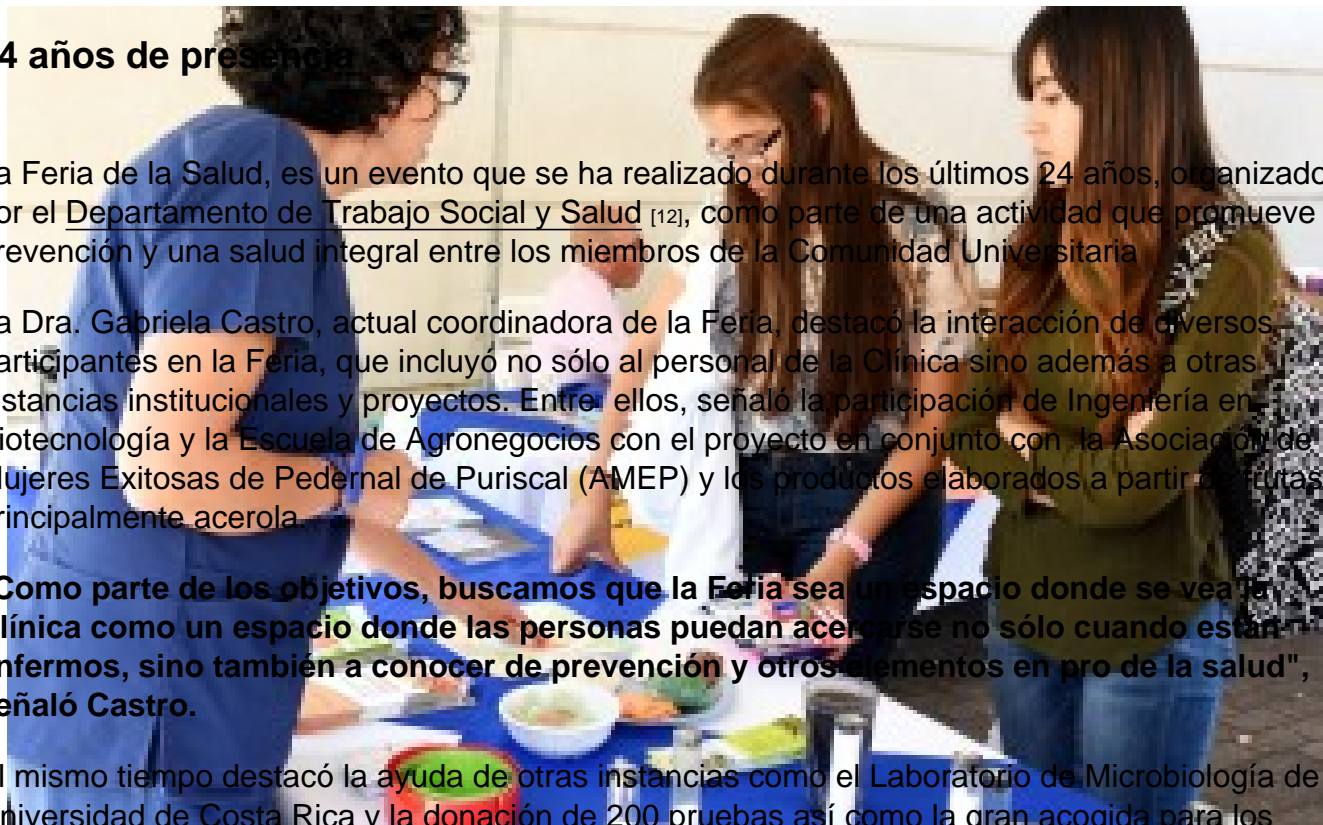 4 años de presencia
a Feria de la Salud, es un evento que se ha realizado durante los últimos 24 años, organizado
or el Departamento de Trabajo Social y Salud [12], como parte de una actividad que promueve
revención y una salud integral entre los miembros de la Comunidad Universitaria
a Dra. Gabriela Castro, actual coordinadora de la Feria, destacó la interacción de diversos
articipantes en la Feria, que incluyó no sólo al personal de la Clínica sino además a otras
stancias institucionales y proyectos. Entre ellos, señaló la participación de Ingeniería en
iotecnología y la Escuela de Agronegocios con el proyecto en conjunto con la Asociación de
ujeres Exitosas de Pedernal de Puriscal (AMEP) y los productos elaborados a partir de frutas
rincipalmente acerola.
Como parte de los objetivos, buscamos que la Feria sea un espacio donde se vea la
línica como un espacio donde las personas puedan acercarse no sólo cuando están
nfermos, sino también a conocer de prevención y otros elementos en pro de la salud",
eñaló Castro.
l mismo tiempo destacó la ayuda de otras instancias como el Laboratorio de Microbiología de
niversidad de Costa Rica y la donación de 200 pruebas así como la gran acogida para los